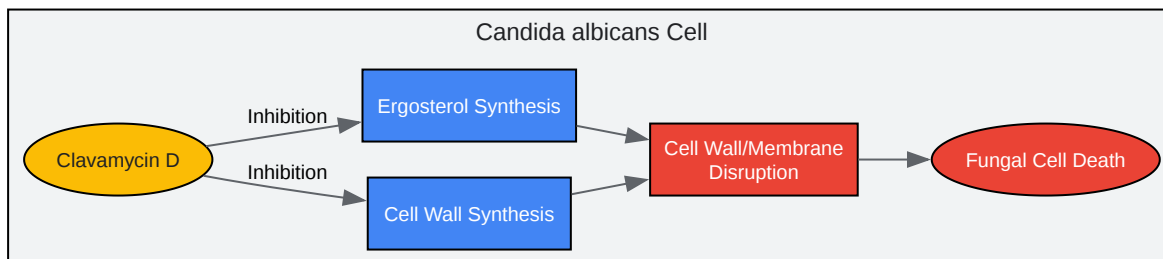 Candida albicans Cell
Clavamycin D
Inhibition
Inhibition
Ergosterol Synthesis
Cell Wall Synthesis
Cell Wall/Membrane
Disruption
Fungal Cell Death